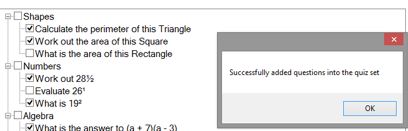 Shapes
Calculate the perimeter of this Triangle
Work out the area of this Square
What is the area of this Rectangle
Numbers
Work out 28½
Evaluate 26¹
What is 19²
Algebra
What is the answer to (a + 7)(a - 3)
Successfully added questions into the quiz set
OK